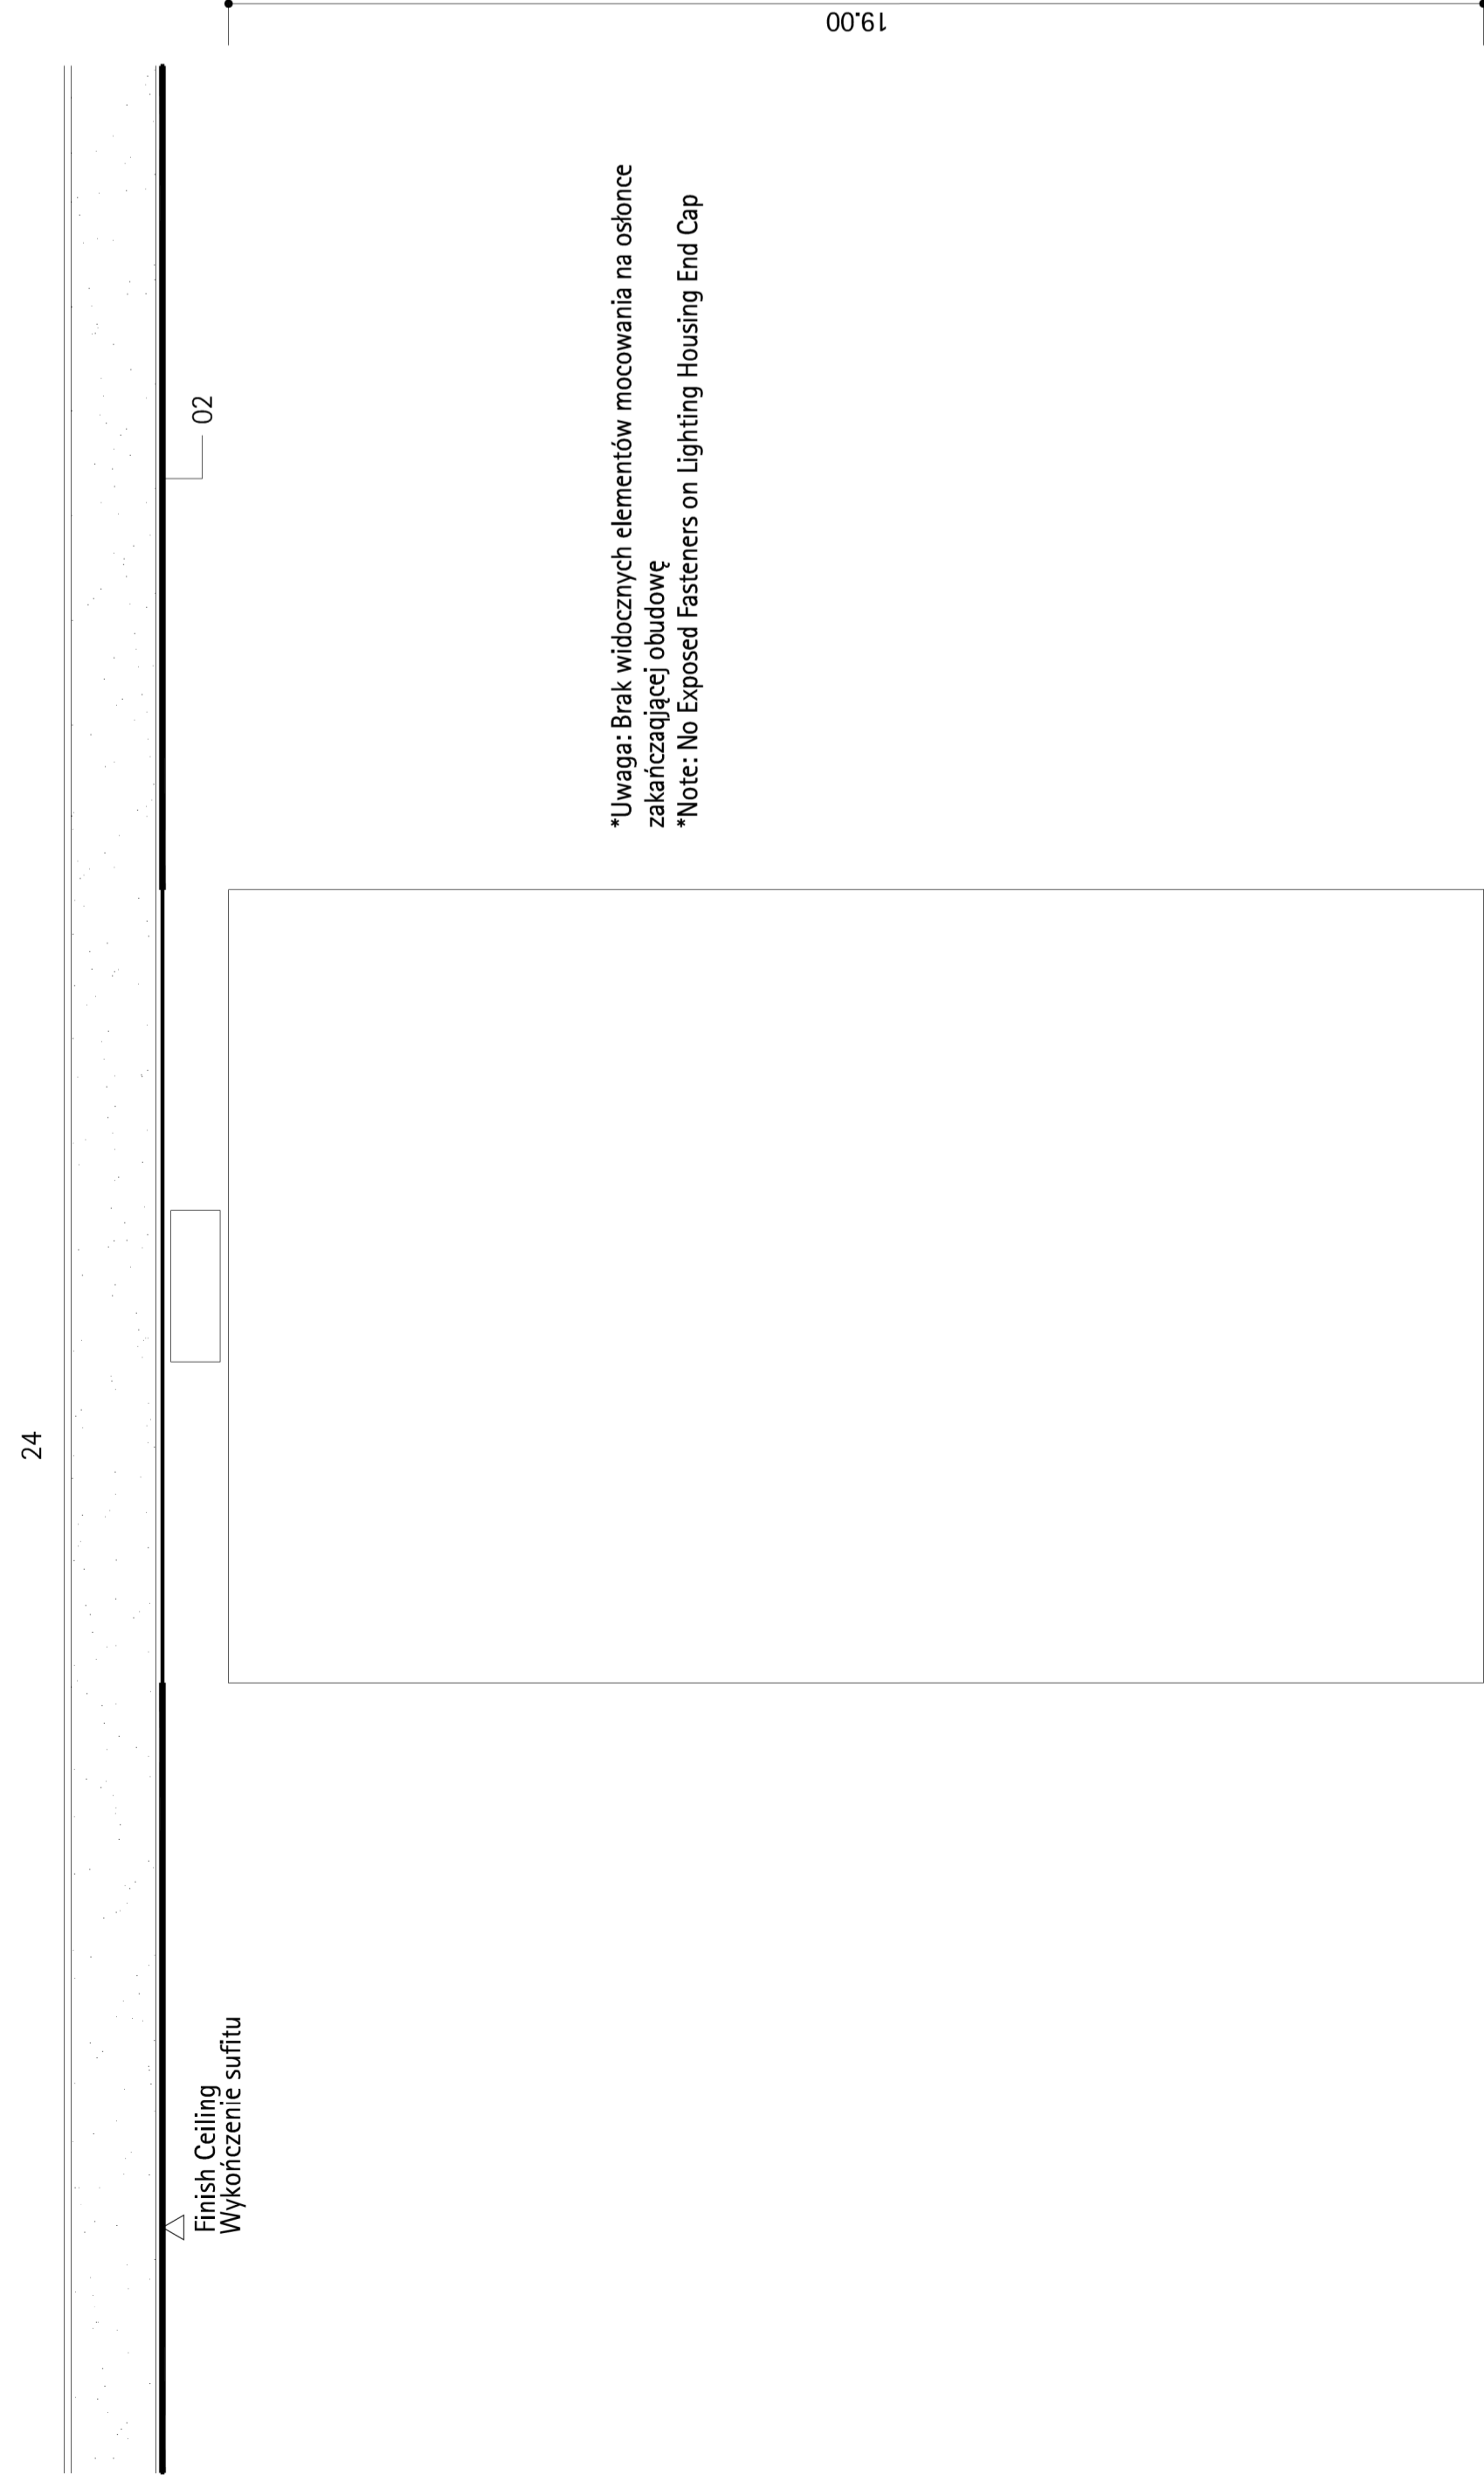 24
Finish Ceiling
Wykończenie sufitu
02
*Uwaga: Brak widocznych elementów mocowania na osłonce
zakańczaqjącej obudowę
*Note: No Exposed Fasteners on Lighting Housing End Cap
19.00